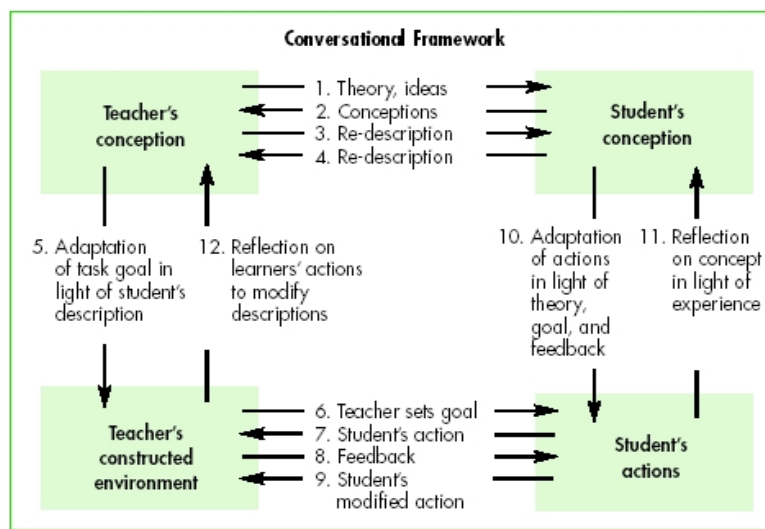 Conversational Framework
Teacher's
conception
1. Theory, ideas
2. Conceptions
3. Re-description
4. Re-description
Student's
conception
5. Adaptation
of task goal in
light of student's
description
12. Reflection on
learners' actions
to modify
descriptions
10. Adaptation
of actions
in light of
theory,
goal, and
feedback
11. Reflection
on concept
in light of
experience
Teacher's
constructed
environment
6. Teacher sets goal
7. Student's action
8. Feedback
9. Student's
modified action
Student's
actions